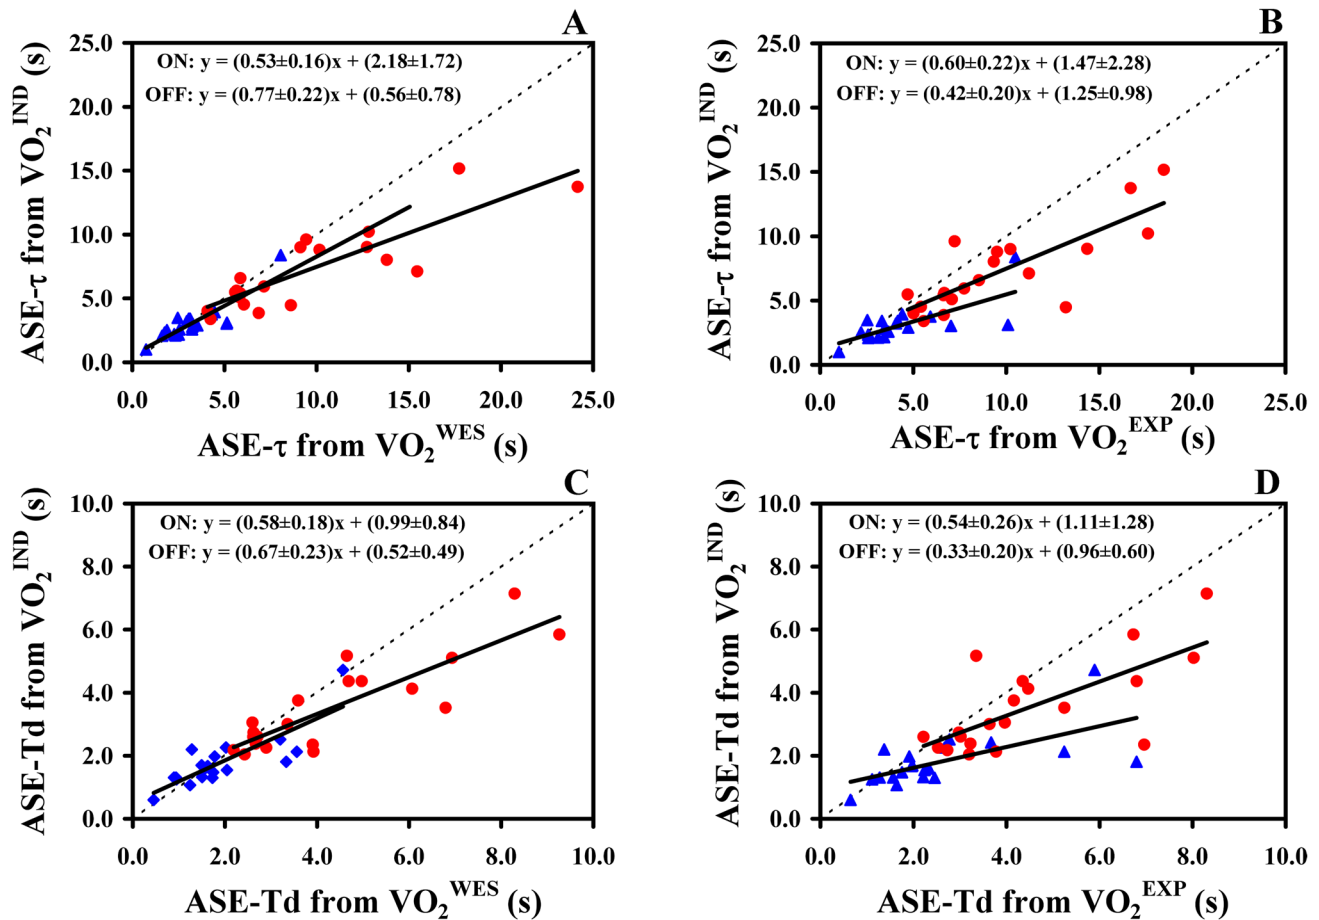 A
25.0
20.0
15.0
10.0
5.0
0.0
ASE-τ from VO₂ᴵᴺᴰ (s)
ON: y = (0.53±0.16)x + (2.18±1.72)
OFF: y = (0.77±0.22)x + (0.56±0.78)
0.0 5.0 10.0 15.0 20.0 25.0
ASE-τ from VO₂ᵂᴱˢ (s)
B
25.0
20.0
15.0
10.0
5.0
0.0
ASE-τ from VO₂ᴵᴺᴰ (s)
ON: y = (0.60±0.22)x + (1.47±2.28)
OFF: y = (0.42±0.20)x + (1.25±0.98)
0.0 5.0 10.0 15.0 20.0 25.0
ASE-τ from VO₂ᴱˣᴾ (s)
C
10.0
8.0
6.0
4.0
2.0
0.0
ASE-Td from VO₂ᴵᴺᴰ (s)
ON: y = (0.58±0.18)x + (0.99±0.84)
OFF: y = (0.67±0.23)x + (0.52±0.49)
0.0 2.0 4.0 6.0 8.0 10.0
ASE-Td from VO₂ᵂᴱˢ (s)
D
10.0
8.0
6.0
4.0
2.0
0.0
ASE-Td from VO₂ᴵᴺᴰ (s)
ON: y = (0.54±0.26)x + (1.11±1.28)
OFF: y = (0.33±0.20)x + (0.96±0.60)
0.0 2.0 4.0 6.0 8.0 10.0
ASE-Td from VO₂ᴱˣᴾ (s)